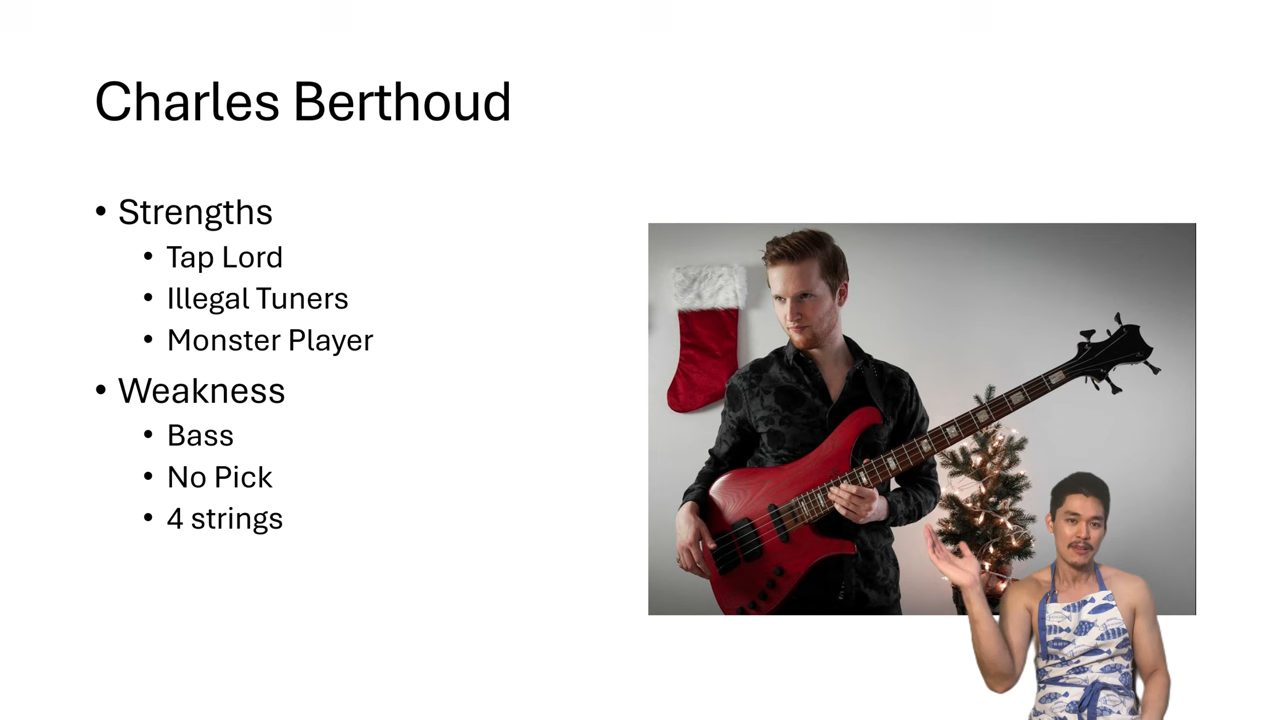 Charles Berthoud
• Strengths
• Tap Lord
• Illegal Tuners
• Monster Player
• Weakness
• Bass
• No Pick
• 4 strings